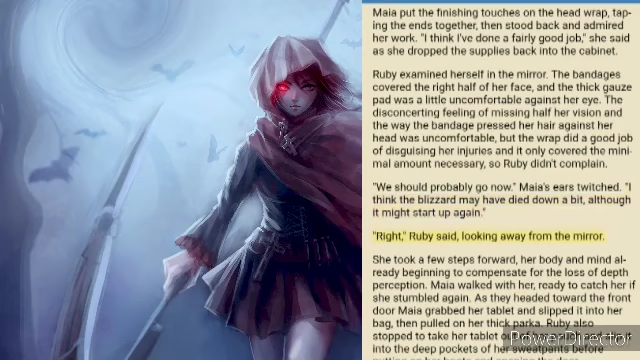 Maia put the finishing touches on the head wrap, tap-
ing the ends together, then stood back and admired
her work. "I think I've done a fairly good job," she said
as she dropped the supplies back into the cabinet.
Ruby examined herself in the mirror. The bandages
covered the right half of her face, and the thick gauze
pad was a little uncomfortable against her eye. The
disconcerting feeling of missing half her vision and
the way the bandage pressed her hair against her
head was uncomfortable, but the wrap did a good job
of disguising her injuries and it only covered the mini-
mal amount necessary, so Ruby didn't complain.
"We should probably go now." Maia's ears twitched. "I
think the blizzard may have died down a bit, although
it might start up again."
"Right," Ruby said, looking away from the mirror.
She took a few steps forward, her body and mind al-
ready beginning to compensate for the loss of depth
perception. Maia walked with her, ready to catch her if
she stumbled again. As they headed toward the front
door Maia grabbed her tablet and slipped it into her
bag, then pulled on her thick parka. Ruby also
stopped to take her tablet
into the deep pockets of her sweatpants before
PowerDirector